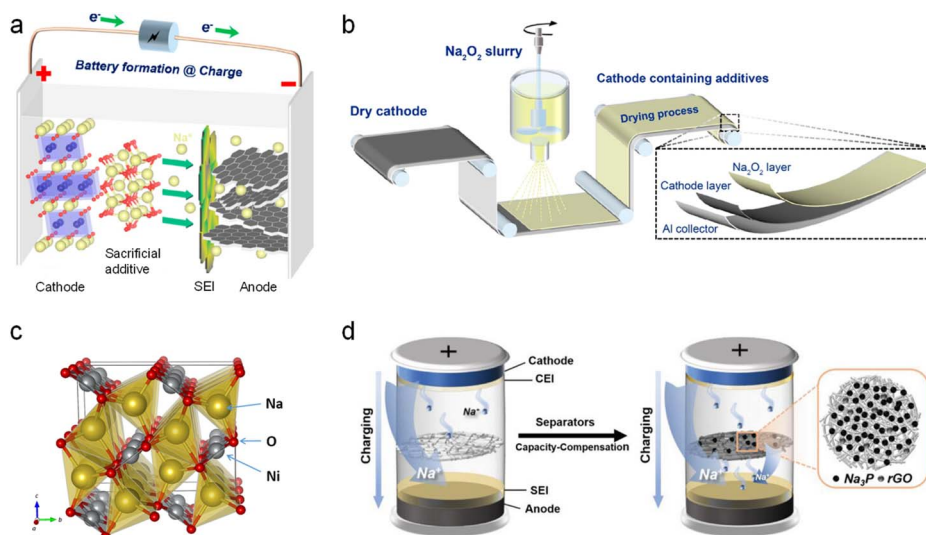 a
e⁻
e⁻
Battery formation @ Charge
+
−
Na⁺
Sacrificial
additive
Cathode
SEI
Anode
b
Na₂O₂ slurry
Dry cathode
Cathode containing additives
Drying process
Na₂O₂ layer
Cathode layer
Al collector
c
Na
O
Ni
c
a
b
d
+
Charging
Cathode
CEI
Na⁺
Na⁺
SEI
Anode
Separators
Capacity-Compensation
+
Charging
Na⁺
Na⁺
Na₃P
rGO